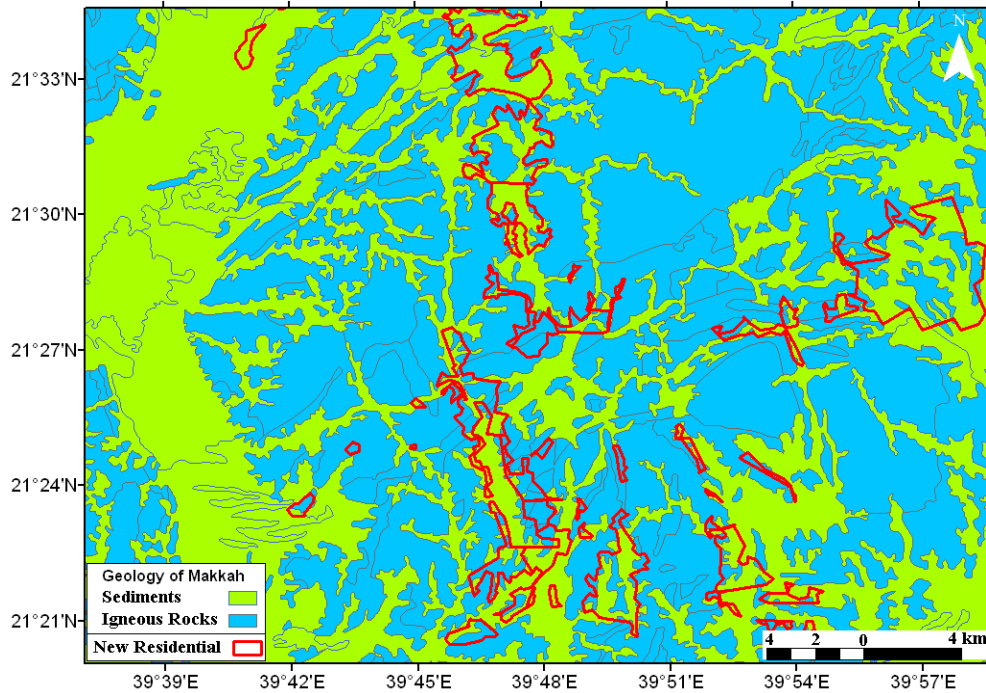 N
21°33'N
21°30'N
21°27'N
21°24'N
21°21'N
Geology of Makkah
Sediments
Igneous Rocks
New Residential
4 2 0 4 km
39°39'E 39°42'E 39°45'E 39°48'E 39°51'E 39°54'E 39°57'E